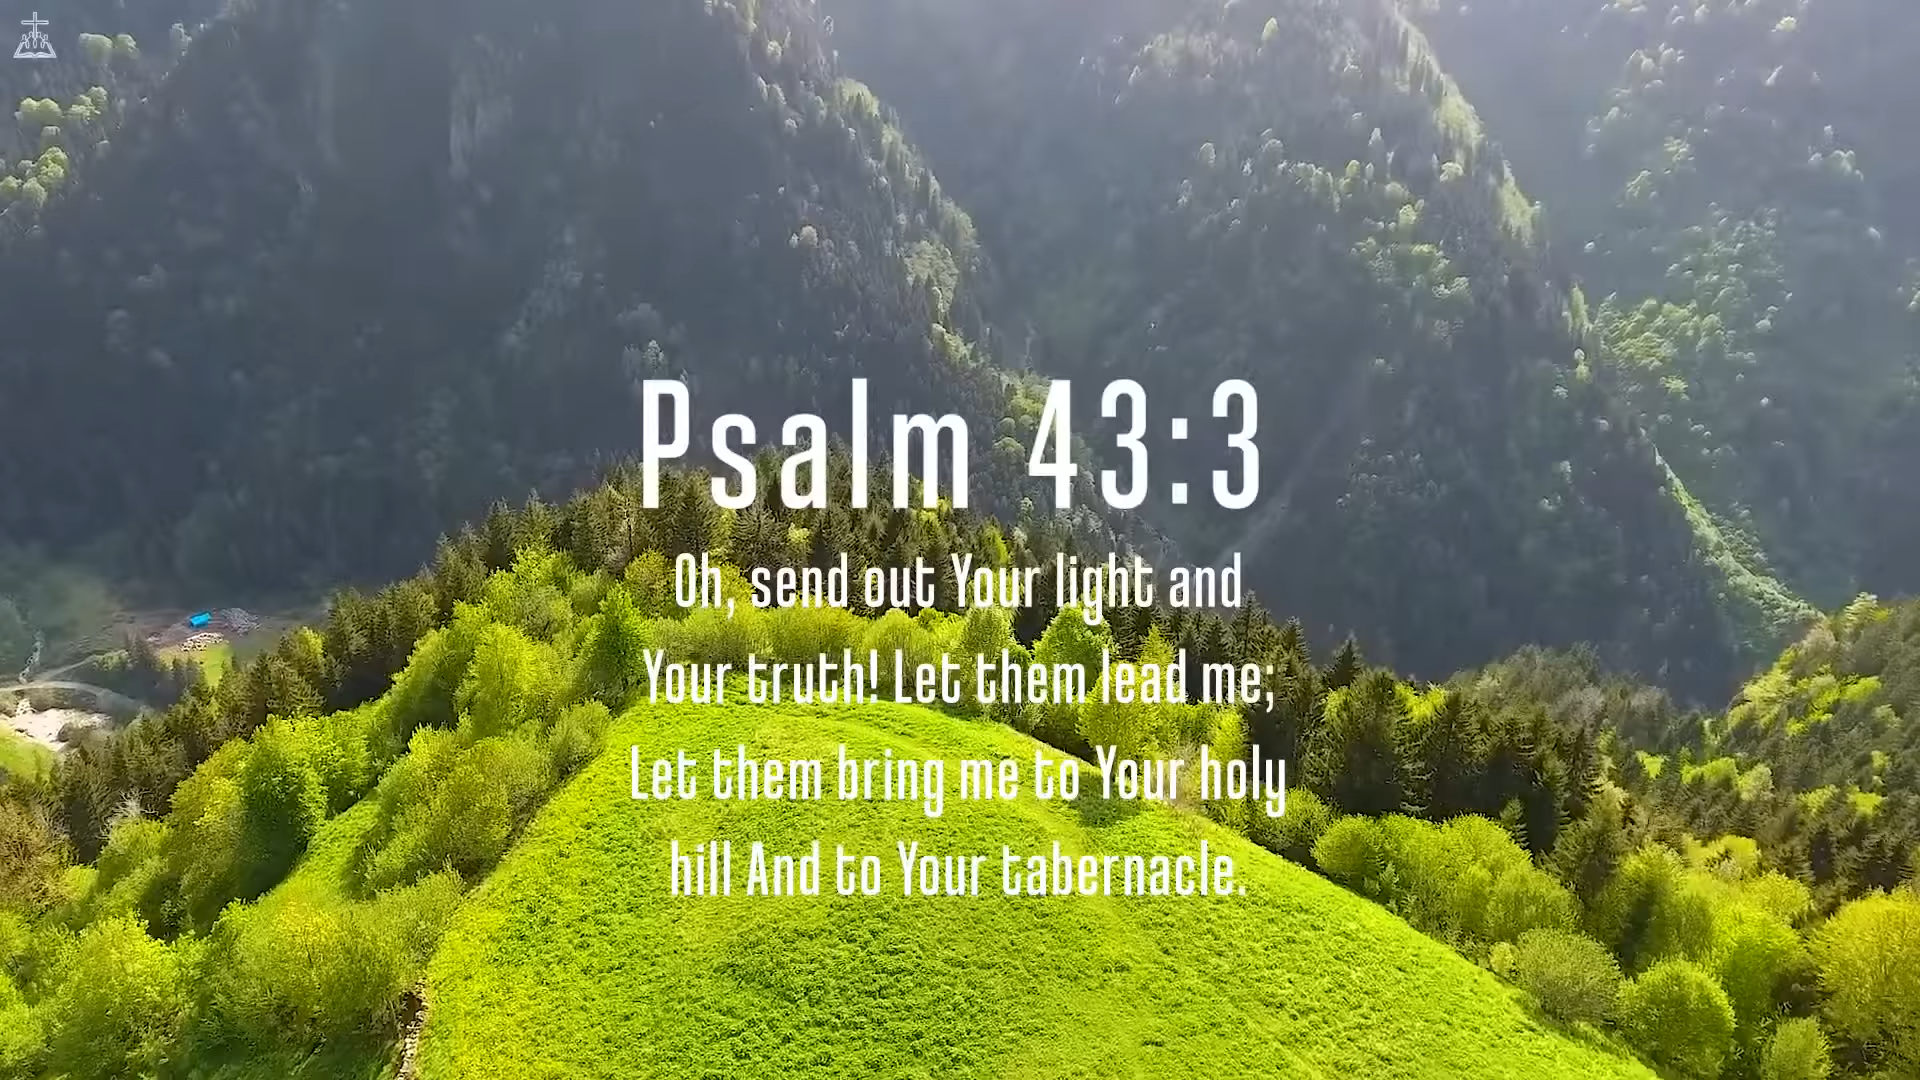 Psalm 43:3
Oh, send out Your light and
Your truth! Let them lead me;
Let them bring me to Your holy
hill And to Your tabernacle.